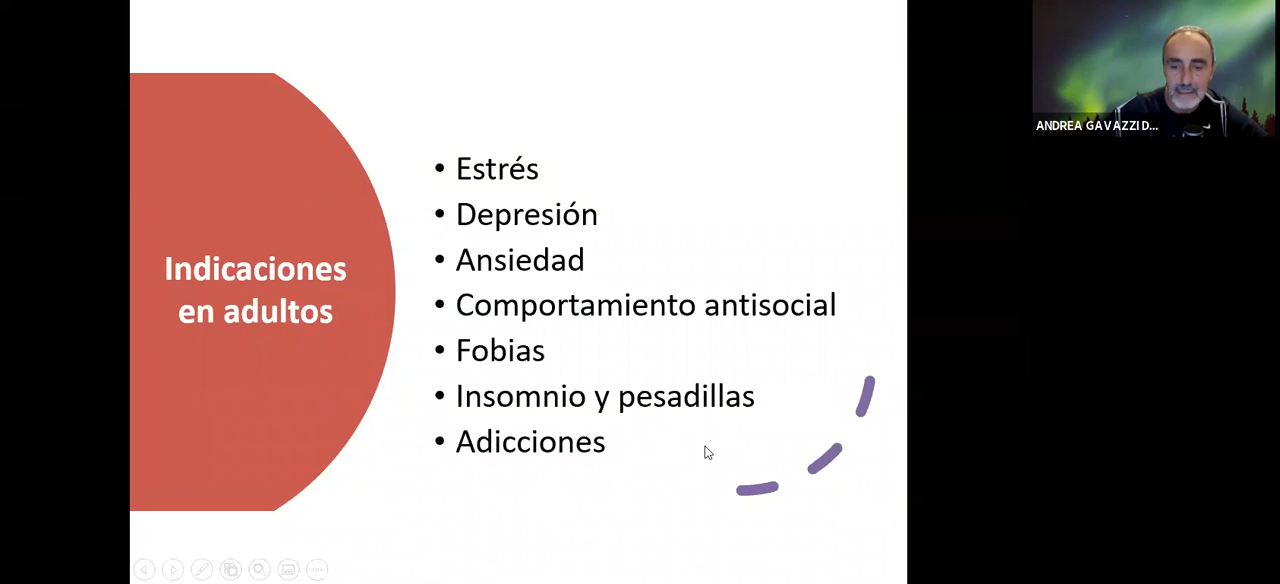 Indicaciones
en adultos
• Estrés
• Depresión
• Ansiedad
• Comportamiento antisocial
• Fobias
• Insomnio y pesadillas
• Adicciones
ANDREA GAVAZZI D...